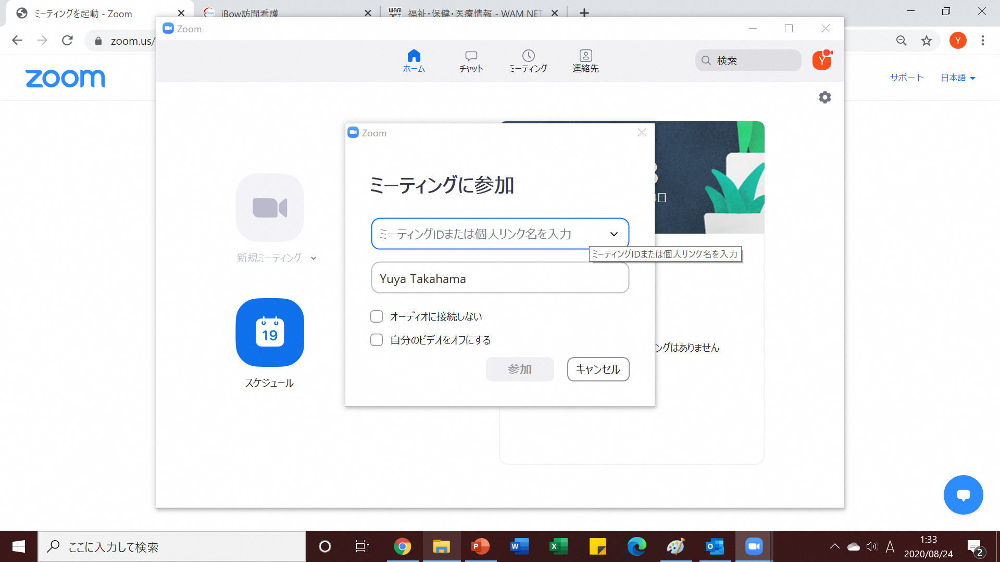 ミーティングを起動 - Zoom
iBow訪問看護
福祉・保健・医療情報 - WAM NET
zoom.us/
Y
Zoom
ホーム
チャット
ミーティング
連絡先
検索
Y
zoom
サポート
日本語
Zoom
ミーティングに参加
4日
ミーティングIDまたは個人リンク名を入力
ミーティングIDまたは個人リンク名を入力
新規ミーティング
Yuya Takahama
オーディオに接続しない
19
自分のビデオをオフにする
ングはありません
参加
キャンセル
スケジュール
ここに入力して検索
A
1:33
2020/08/24
2